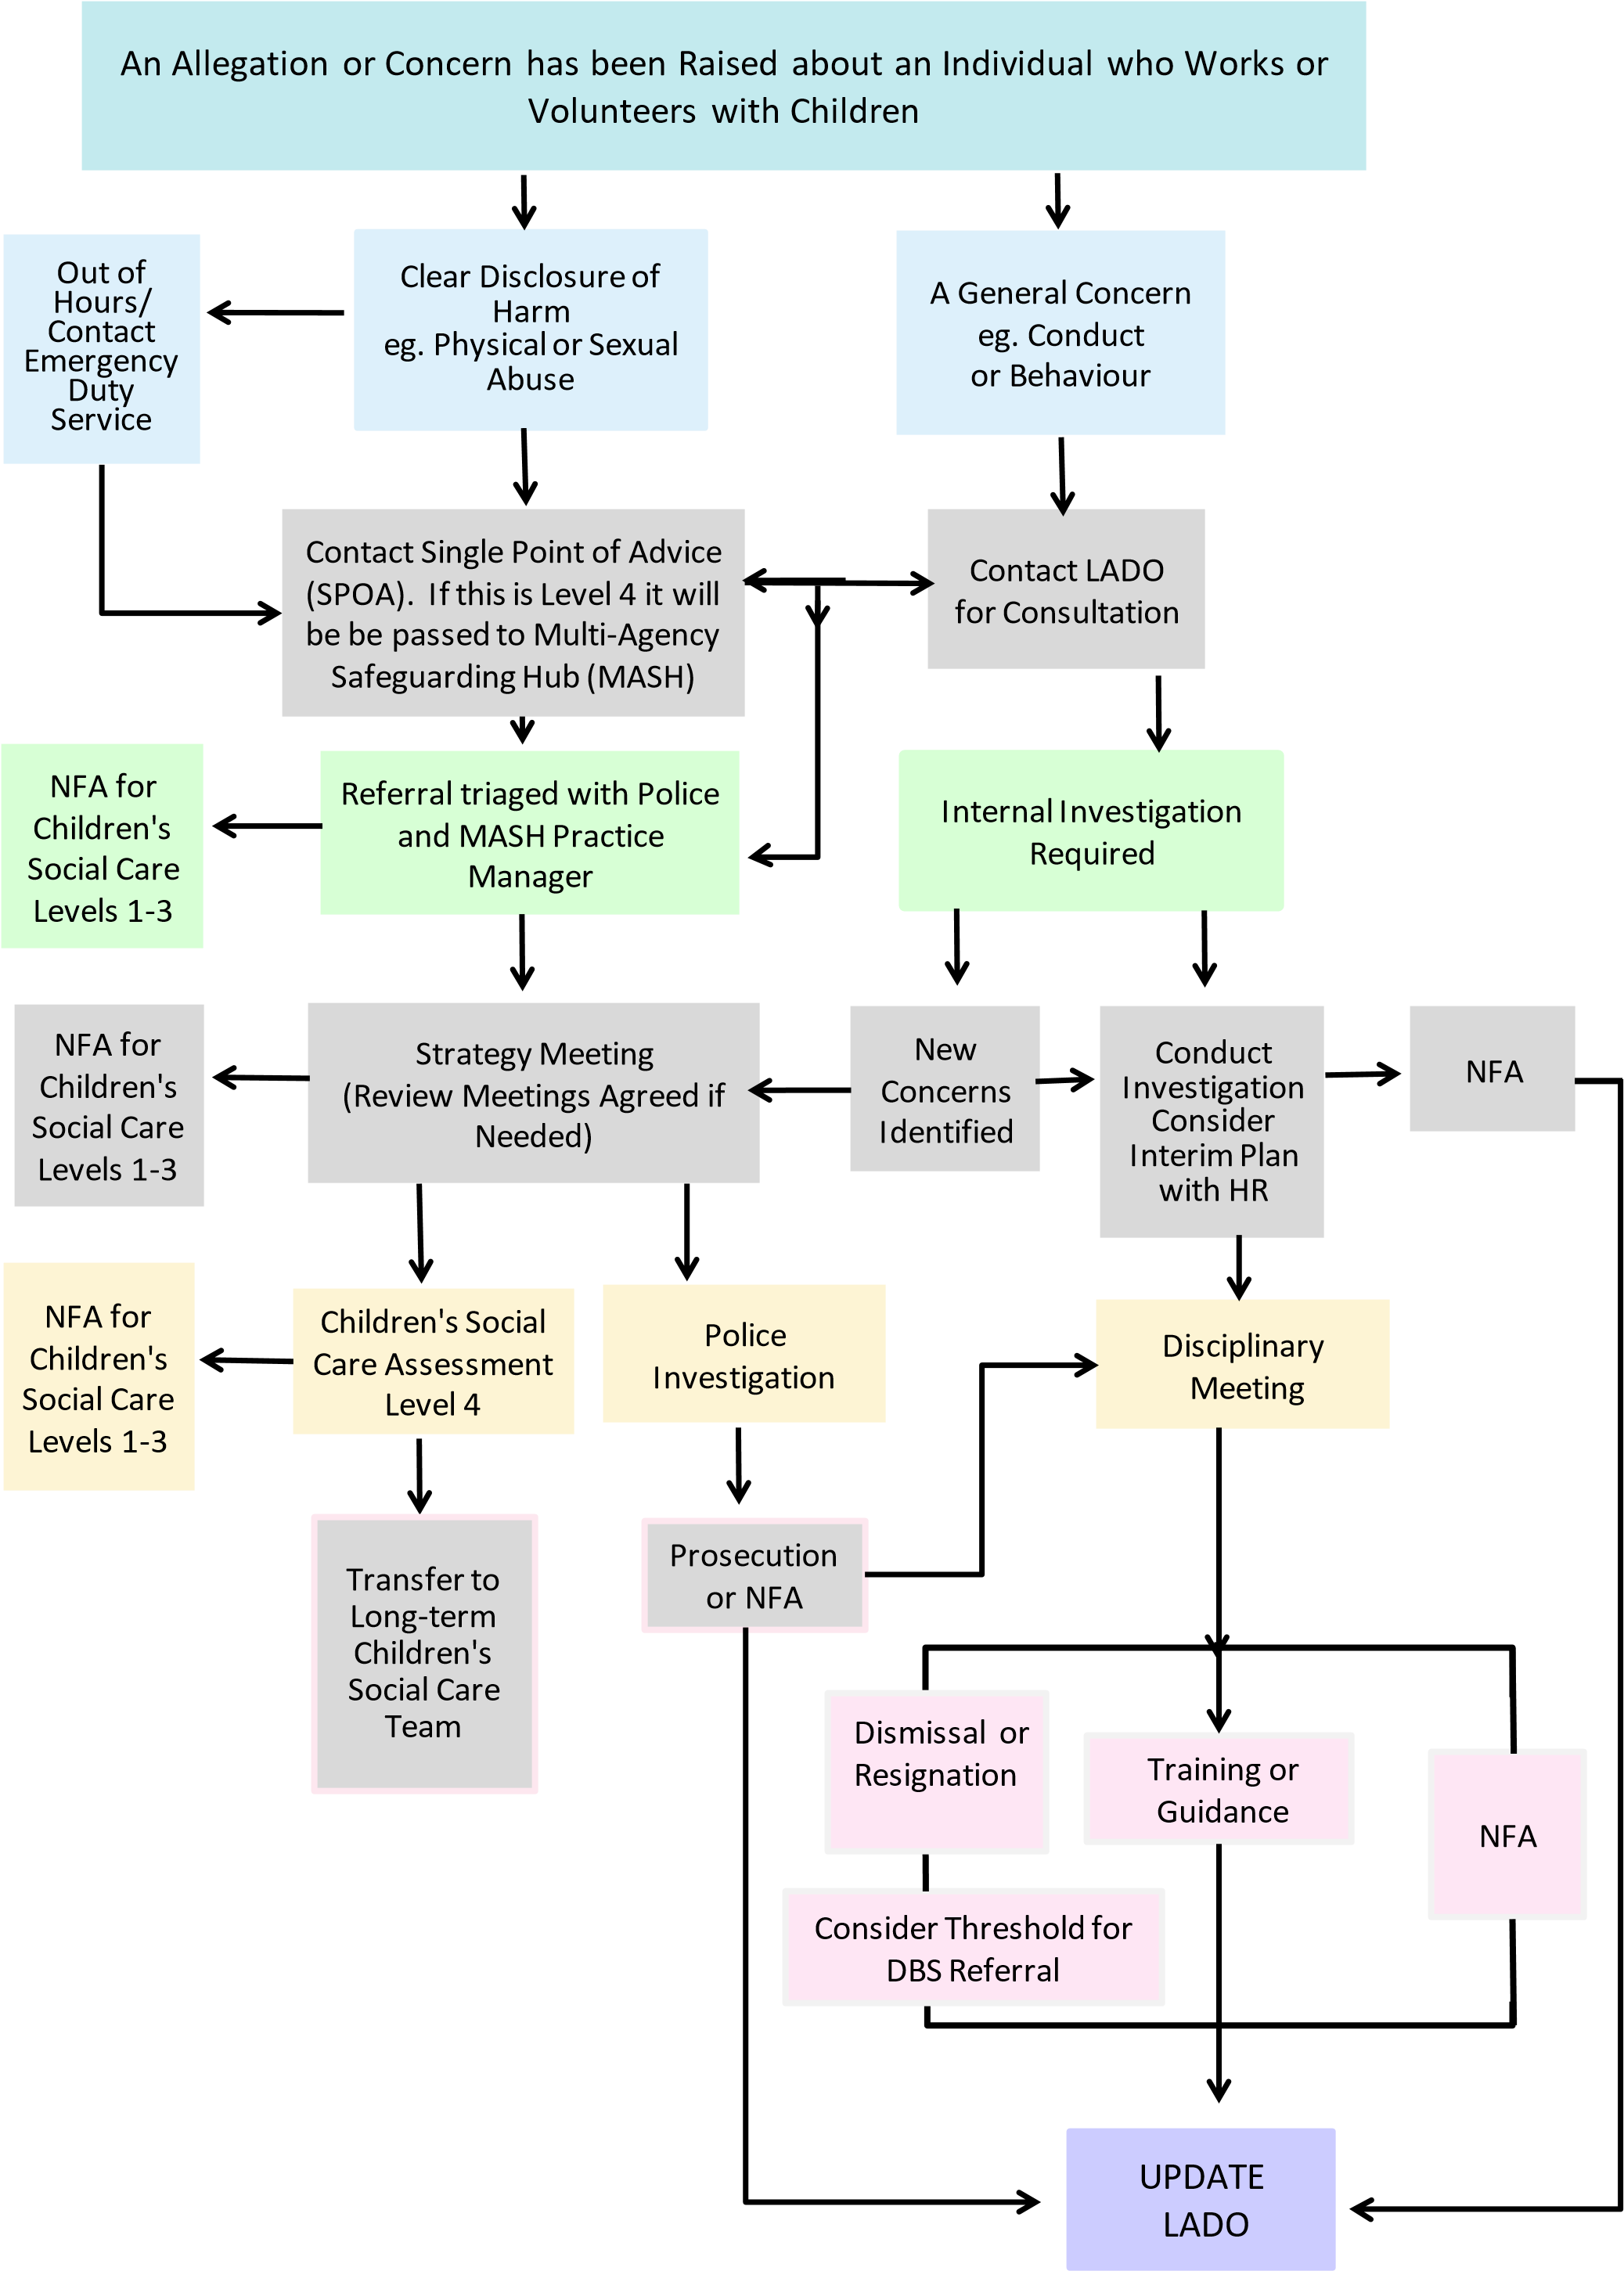 An Allegation or Concern has been Raised about an Individual who Works or
Volunteers with Children
Out of
Hours/
Contact
Emergency
Duty
Service
Clear Disclosure of
Harm
eg. Physical or Sexual
Abuse
A General Concern
eg. Conduct
or Behaviour
Contact Single Point of Advice
(SPOA). If this is Level 4 it will
be be passed to Multi-Agency
Safeguarding Hub (MASH)
Contact LADO
for Consultation
NFA for
Children's
Social Care
Levels 1-3
Referral triaged with Police
and MASH Practice
Manager
Internal Investigation
Required
NFA for
Children's
Social Care
Levels 1-3
Strategy Meeting
(Review Meetings Agreed if
Needed)
New
Concerns
Identified
Conduct
Investigation
Consider
Interim Plan
with HR
NFA
NFA for
Children's
Social Care
Levels 1-3
Children's Social
Care Assessment
Level 4
Police
Investigation
Disciplinary
Meeting
Transfer to
Long-term
Children's
Social Care
Team
Prosecution
or NFA
Dismissal or
Resignation
Training or
Guidance
NFA
Consider Threshold for
DBS Referral
UPDATE
LADO